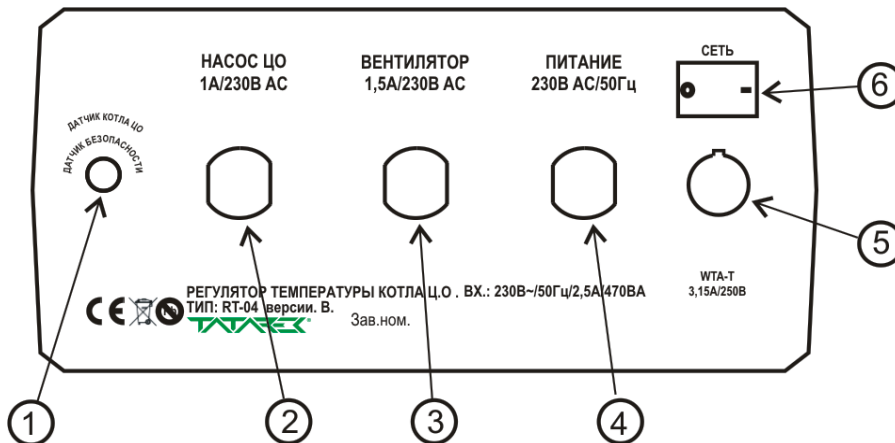 НАСОС ЦО
1А/230В АС
ВЕНТИЛЯТОР
1,5А/230В АС
ПИТАНИЕ
230В АС/50Гц
СЕТЬ
6
ДАТЧИК КОТЛА ЦО
ДАТЧИК БЕЗОПАСНОСТИ
5
WTA-T
3,15А/250В
РЕГУЛЯТОР ТЕМПЕРАТУРЫ КОТЛА Ц.О . ВХ.: 230В~/50Гц/2,5А/470ВА
ТИП: RT-04 версии. В.
CE
Pb
TATAREK
Зав.ном.
1
2
3
4